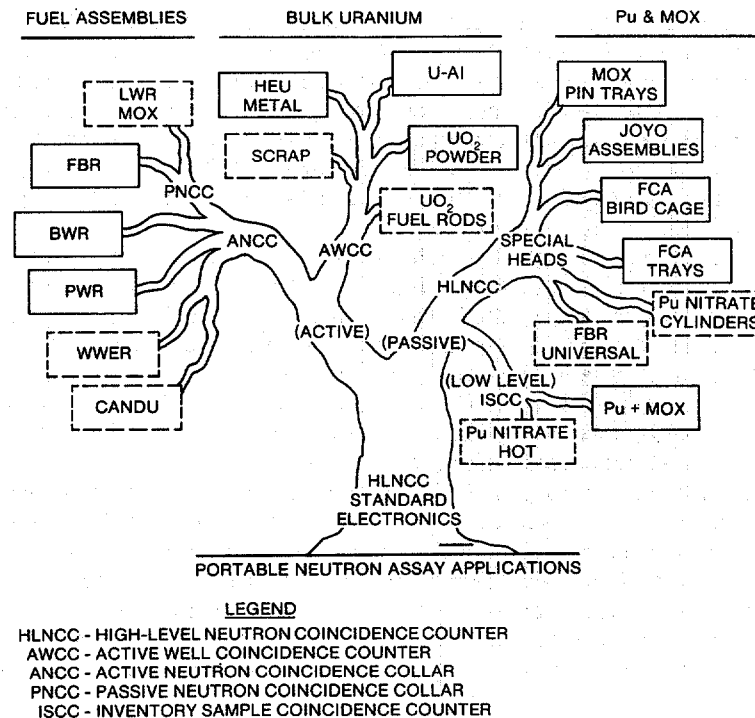 FUEL ASSEMBLIES
BULK URANIUM
Pu & MOX
LWR
MOX
FBR
PNCC
BWR
ANCC
PWR
WWER
CANDU
HEU
METAL
U-Al
SCRAP
UO₂
POWDER
UO₂
FUEL RODS
AWCC
MOX
PIN TRAYS
JOYO
ASSEMBLIES
FCA
BIRD CAGE
SPECIAL
HEADS
FCA
TRAYS
HLNCC
Pu NITRATE
CYLINDERS
FBR
UNIVERSAL
(ACTIVE)
(PASSIVE)
(LOW LEVEL)
ISCC
Pu + MOX
Pu NITRATE
HOT
HLNCC
STANDARD
ELECTRONICS
PORTABLE NEUTRON ASSAY APPLICATIONS
LEGEND
HLNCC - HIGH-LEVEL NEUTRON COINCIDENCE COUNTER
AWCC - ACTIVE WELL COINCIDENCE COUNTER
ANCC - ACTIVE NEUTRON COINCIDENCE COLLAR
PNCC - PASSIVE NEUTRON COINCIDENCE COLLAR
ISCC - INVENTORY SAMPLE COINCIDENCE COUNTER